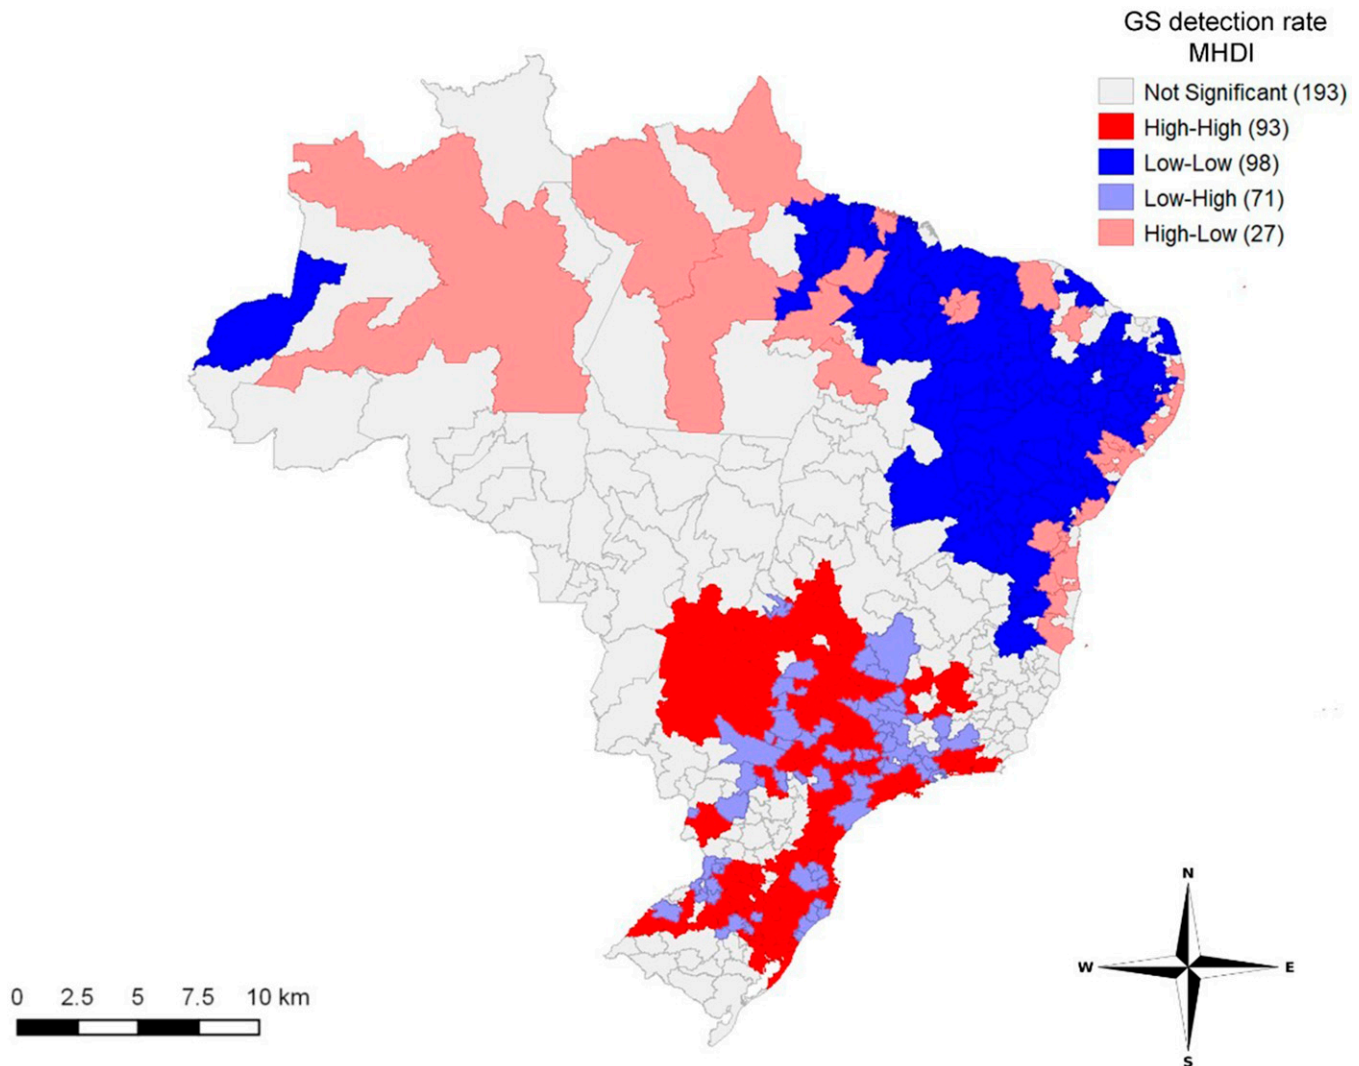 GS detection rate
MHDI
Not Significant (193)
High-High (93)
Low-Low (98)
Low-High (71)
High-Low (27)
N
W E
S
0 2.5 5 7.5 10 km